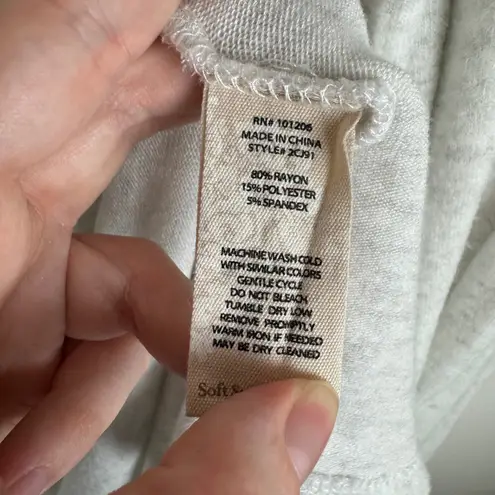 RN# 101206
MADE IN CHINA
STYLE# 2CJ91
80% RAYON
15% POLYESTER
5% SPANDEX
MACHINE WASH COLD
WITH SIMILAR COLORS
GENTLE CYCLE
DO NOT BLEACH
TUMBLE DRY LOW
REMOVE PROMPTLY
WARM IRON IF NEEDED
MAY BE DRY CLEANED
Soft